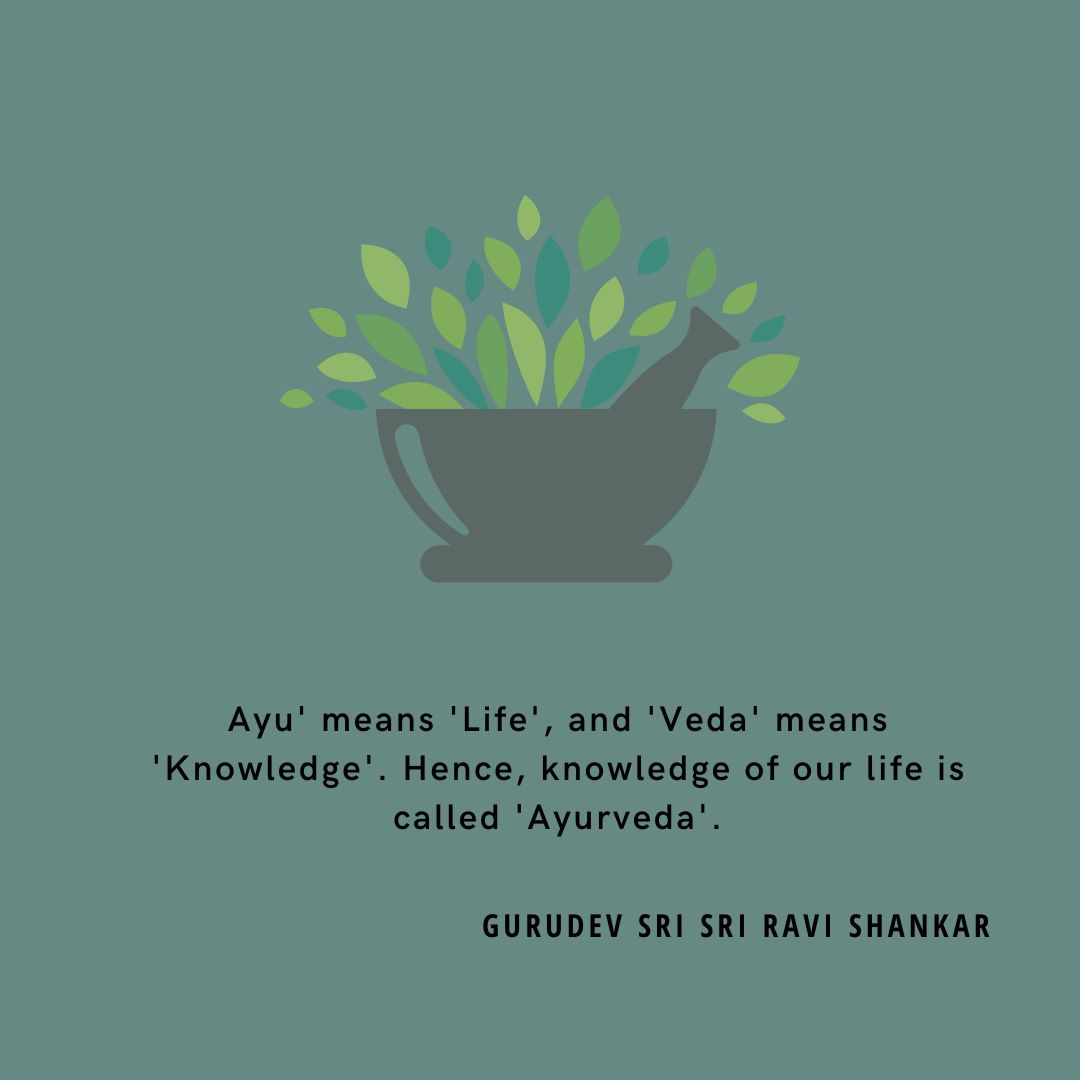 Ayu' means 'Life', and 'Veda' means
'Knowledge'. Hence, knowledge of our life is
called 'Ayurveda'.
GURUDEV SRI SRI RAVI SHANKAR